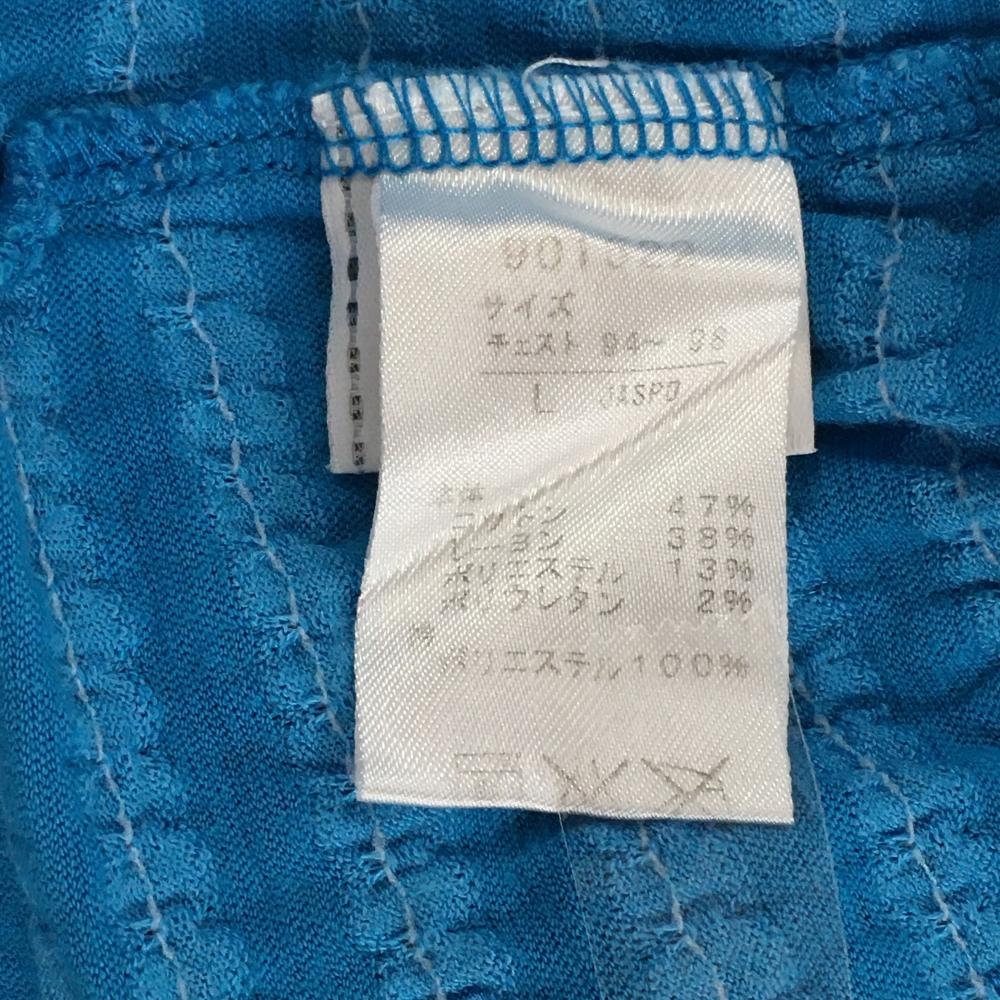 サイズ
チェスト 94～ 98
L 04SPD
本体
コットン 47%
レーヨン 38%
ポリエステル 13%
ポリウレタン 2%
ポリエステル100%